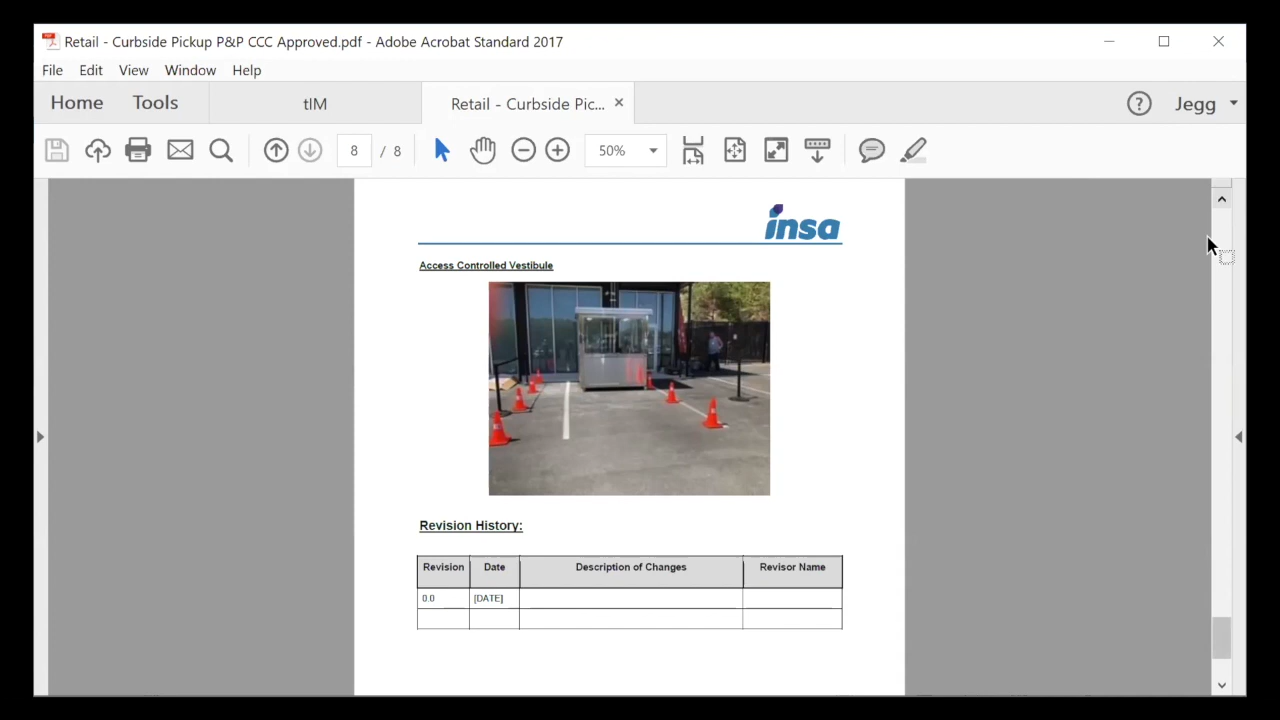 Retail - Curbside Pickup P&P CCC Approved.pdf - Adobe Acrobat Standard 2017
File Edit View Window Help
Home Tools tIM Retail - Curbside Pic... Jegg
8 / 8 50%
insa
Access Controlled Vestibule
Revision History:
Revision Date Description of Changes Revisor Name
0.0 [DATE]